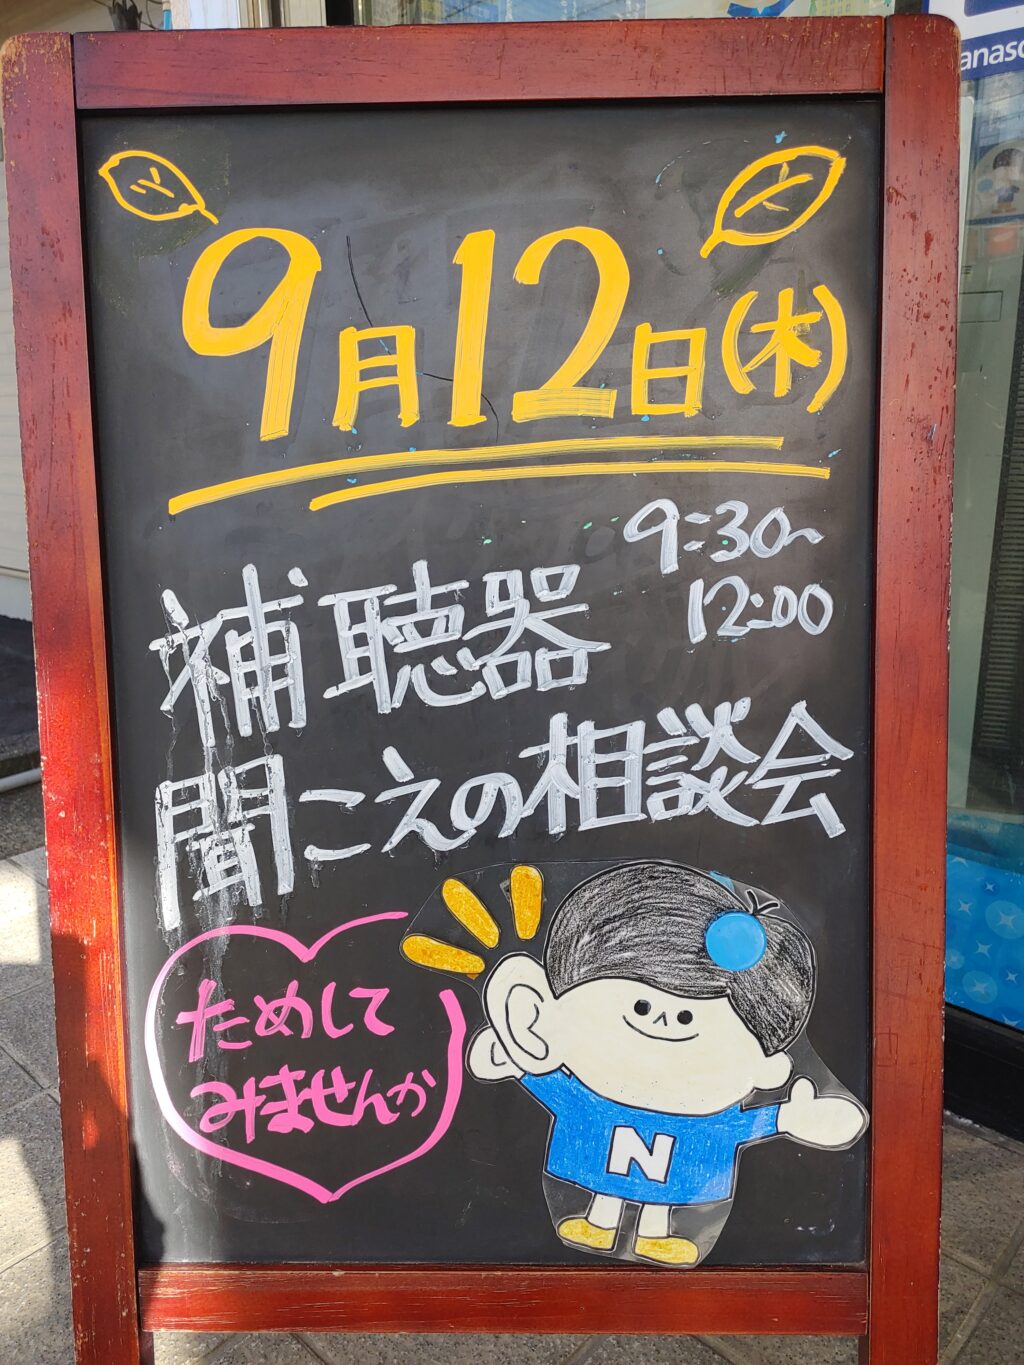 9月12日(木)
9:30~
12:00
補聴器
聞こえの相談会
ためして
みませんか
N